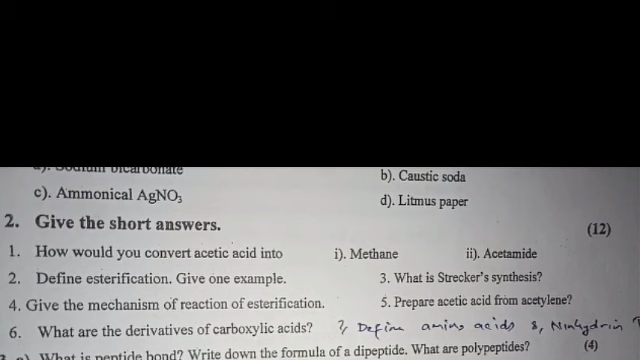 a). Sodium bicarbonate
b). Caustic soda
c). Ammonical AgNO₃
d). Litmus paper
2. Give the short answers. (12)
1. How would you convert acetic acid into i). Methane ii). Acetamide
2. Define esterification. Give one example. 3. What is Strecker's synthesis?
4. Give the mechanism of reaction of esterification. 5. Prepare acetic acid from acetylene?
6. What are the derivatives of carboxylic acids? 7, Define amino acids 8, Ninhydrin
a) What is peptide bond? Write down the formula of a dipeptide. What are polypeptides? (4)